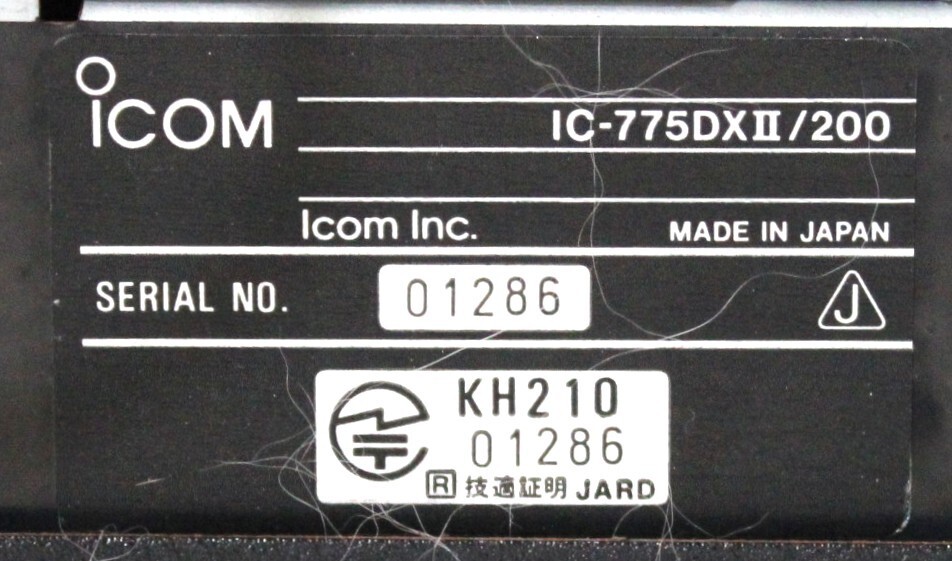 ICOM
IC-775DXII/200
Icom Inc.
MADE IN JAPAN
SERIAL NO. 01286
J
KH210
01286
R 技適証明 JARD